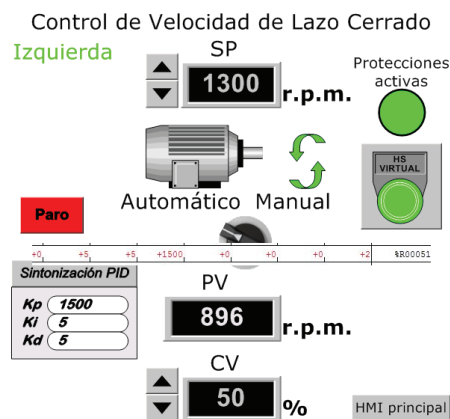 Control de Velocidad de Lazo Cerrado
Izquierda
SP
1300 r.p.m.
Protecciones
activas
HS
VIRTUAL
Automático Manual
Paro
+0 +5 +5 +1500 +0 +0 +0 +2 %R00051
Sintonización PID
Kp 1500
Ki 5
Kd 5
PV
896 r.p.m.
CV
50 %
HMI principal